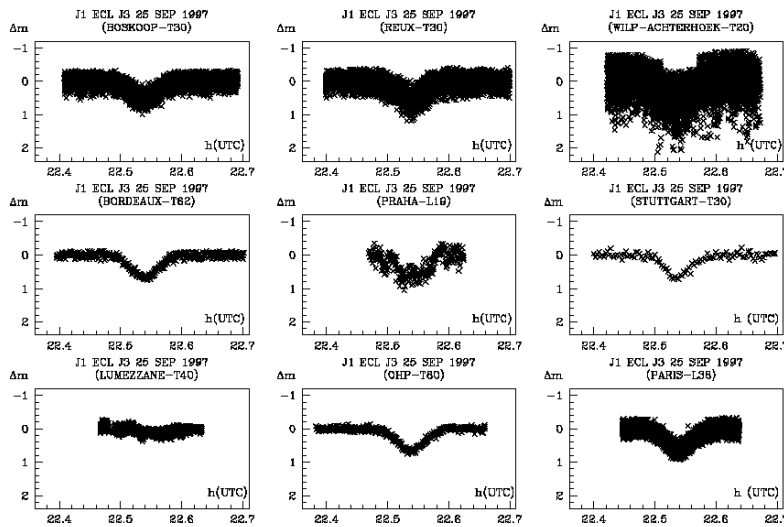 J1 ECL J3 25 SEP 1997
(BOSKOOP-T30)
Δm
-1
0
1
2
h(UTC)
22.4 22.5 22.6 22.7
J1 ECL J3 25 SEP 1997
(REUX-T30)
Δm
-1
0
1
2
h(UTC)
22.4 22.5 22.6 22.7
J1 ECL J3 25 SEP 1997
(WILP-ACHTERHOEK-T20)
Δm
-1
0
1
2
h(UTC)
22.4 22.5 22.6 22.7
J1 ECL J3 25 SEP 1997
(BORDEAUX-T62)
Δm
-1
0
1
2
h(UTC)
22.4 22.5 22.6 22.7
J1 ECL J3 25 SEP 1997
(PRAHA-L19)
Δm
-1
0
1
2
h(UTC)
22.4 22.5 22.6 22.7
J1 ECL J3 25 SEP 1997
(STUTTGART-T30)
Δm
-1
0
1
2
h(UTC)
22.4 22.5 22.6 22.7
J1 ECL J3 25 SEP 1997
(LUMEZZANE-T40)
Δm
-1
0
1
2
h(UTC)
22.4 22.5 22.6 22.7
J1 ECL J3 25 SEP 1997
(OHP-T80)
Δm
-1
0
1
2
h(UTC)
22.4 22.5 22.6 22.7
J1 ECL J3 25 SEP 1997
(PARIS-L38)
Δm
-1
0
1
2
h(UTC)
22.4 22.5 22.6 22.7